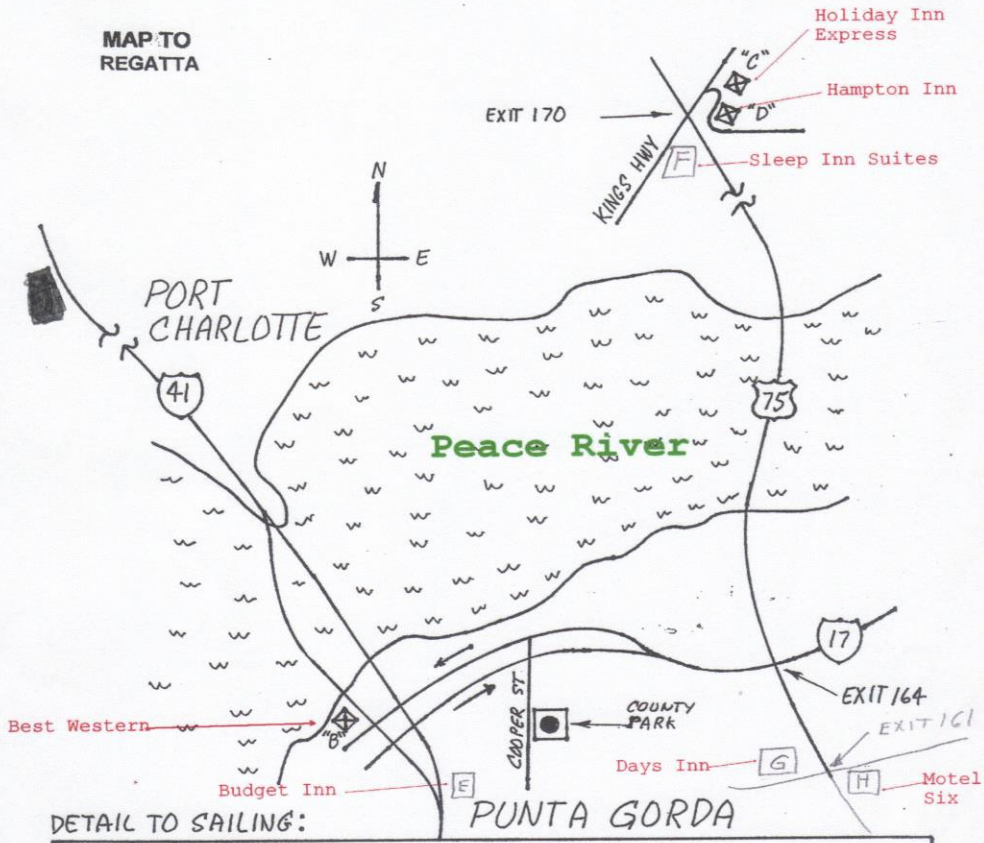 MAP TO
REGATTA
Holiday Inn
Express
"C"
Hampton Inn
"D"
EXIT 170
F
Sleep Inn Suites
KINGS HWY
N
W E
S
PORT
CHARLOTTE
41
75
Peace River
17
EXIT 164
COOPER ST
COUNTY
PARK
EXIT 161
Best Western
"B"
Days Inn
G
Budget Inn
E
H
Motel
Six
PUNTA GORDA
DETAIL TO SAILING: